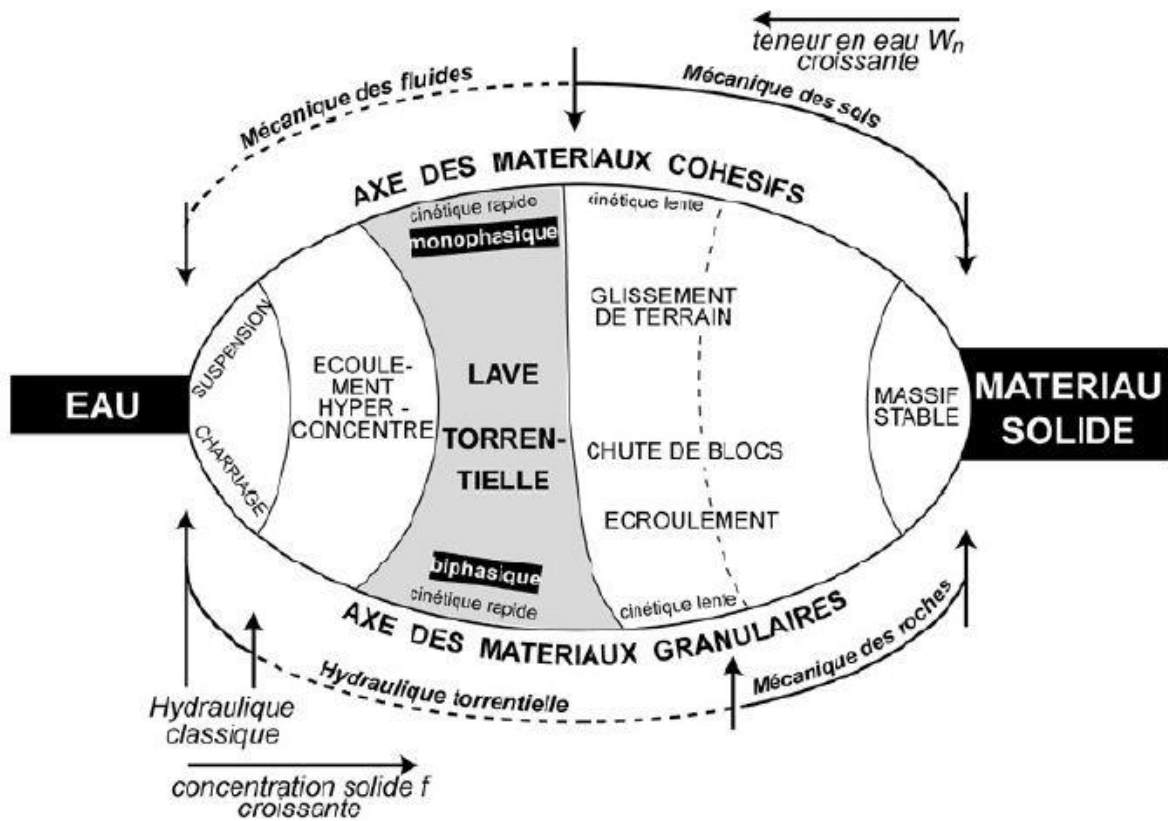 teneur en eau Wn
croissante
Mécanique des fluides
Mécanique des sols
AXE DES MATERIAUX COHESIFS
cinétique rapide
cinétique lente
monophasique
SUSPENSION
GLISSEMENT
DE TERRAIN
ECOULE-
MENT
HYPER -
CONCENTRE
LAVE
TORREN-
TIELLE
EAU
MASSIF
STABLE
MATERIAU
SOLIDE
CHARRIAGE
CHUTE DE BLOCS
ECROULEMENT
biphasique
cinétique rapide
cinétique lente
AXE DES MATERIAUX GRANULAIRES
Mécanique des roches
Hydraulique torrentielle
Hydraulique
classique
concentration solide f
croissante